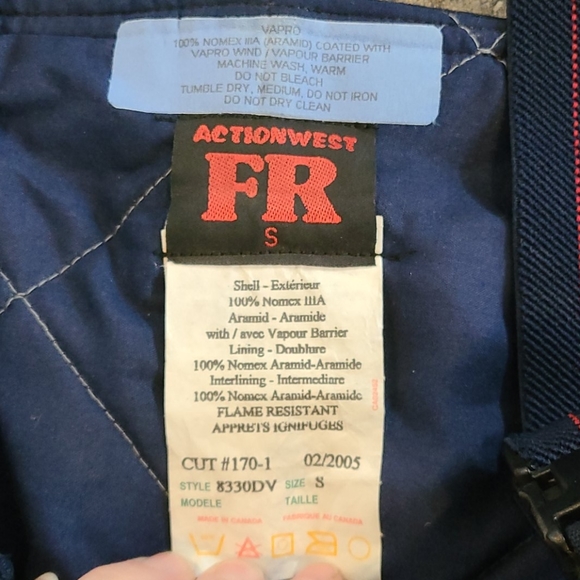 VAPRO
100% NOMEX IIIA (ARAMID) COATED WITH
VAPRO WIND / VAPOUR BARRIER
MACHINE WASH, WARM
DO NOT BLEACH
TUMBLE DRY, MEDIUM, DO NOT IRON
DO NOT DRY CLEAN
ACTIONWEST
FR
S
Shell - Extérieur
100% Nomex IIIA
Aramid - Aramide
with / avec Vapour Barrier
Lining - Doublure
100% Nomex Aramid-Aramide
Interlining - Intermediare
100% Nomex Aramid-Aramide
FLAME RESISTANT
APPRETS IGNIFUGES
CUT #170-1 02/2005
STYLE 8330DV SIZE S
MODELE TAILLE
MADE IN CANADA FABRIQUE AU CANADA